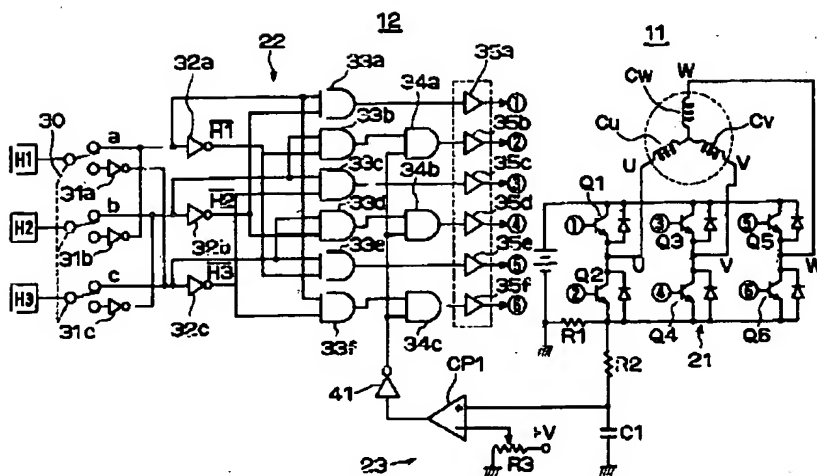 12
11
22
33a
35a
32a
34a
Cw
W
33b
30
a
H1
35b
Cu
Cv
①
②
H1
33c
35c
U
V
31a
34b
Q1
③
b
H2
33d
35d
①
③
⑤
H2
④
Q3
Q5
32b
33e
35e
U
V
W
31b
H3
⑤
Q2
c
35f
②
④
⑥
H3
⑥
R1
Q4
21
Q6
31c
32c
33f
34c
R2
41
CP1
+
-
+V
C1
23
R3